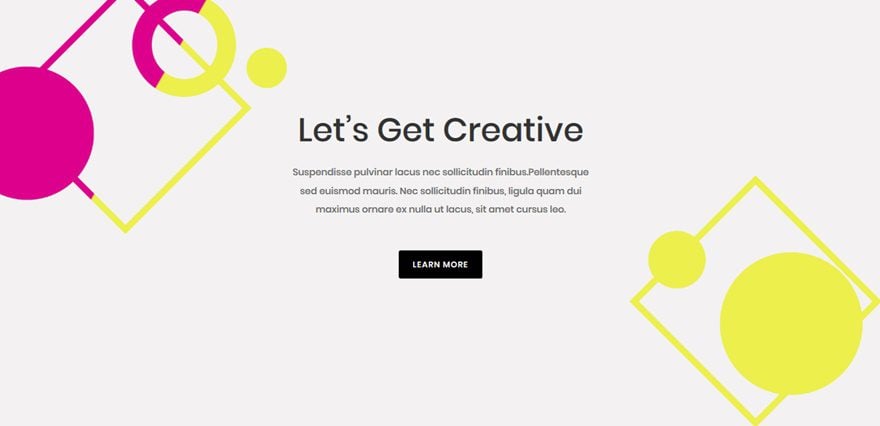 Let’s Get Creative
Suspendisse pulvinar lacus nec sollicitudin finibus.Pellentesque
sed euismod mauris. Nec sollicitudin finibus, ligula quam dui
maximus ornare ex nulla ut lacus, sit amet cursus leo.
LEARN MORE